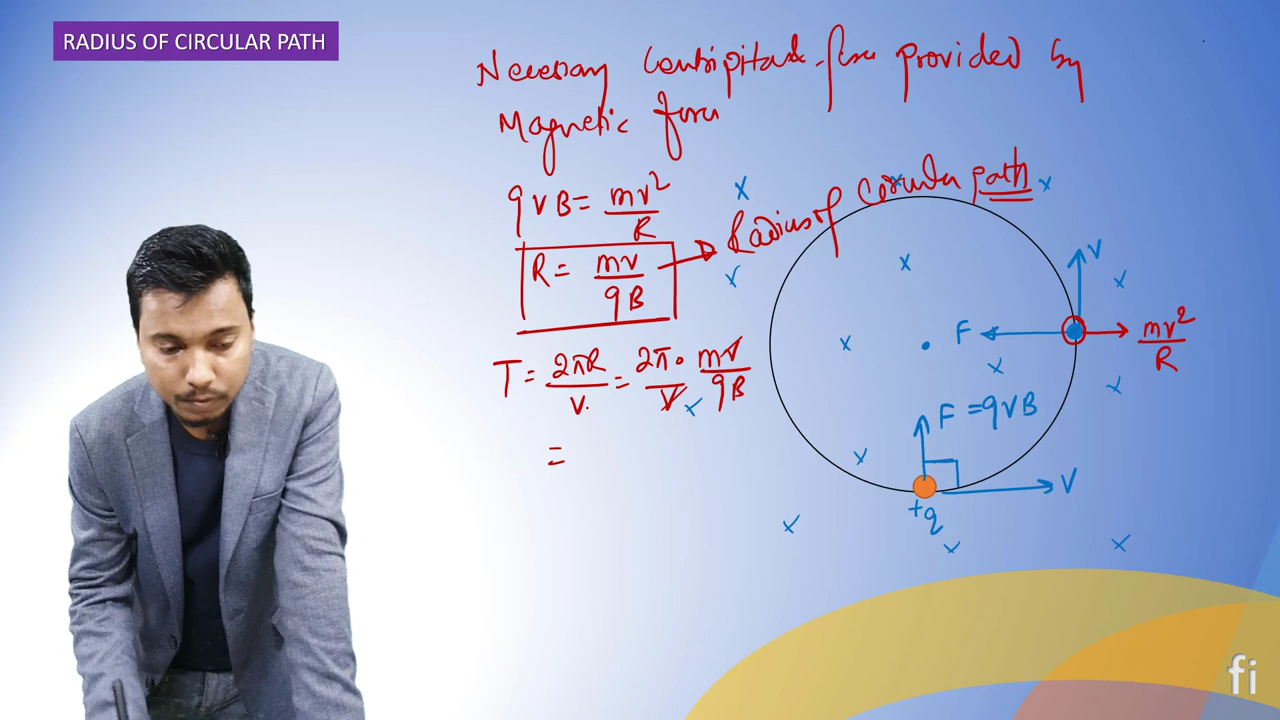 RADIUS OF CIRCULAR PATH
Necessary Centripital force provided by
Magnetic force
qVB = mv²/R
R = mv/qB → Radius of circular path
T = 2πR/v. = 2π/V · mv/qB
=
V
F
mv²/R
F = qVB
V
+q
fi